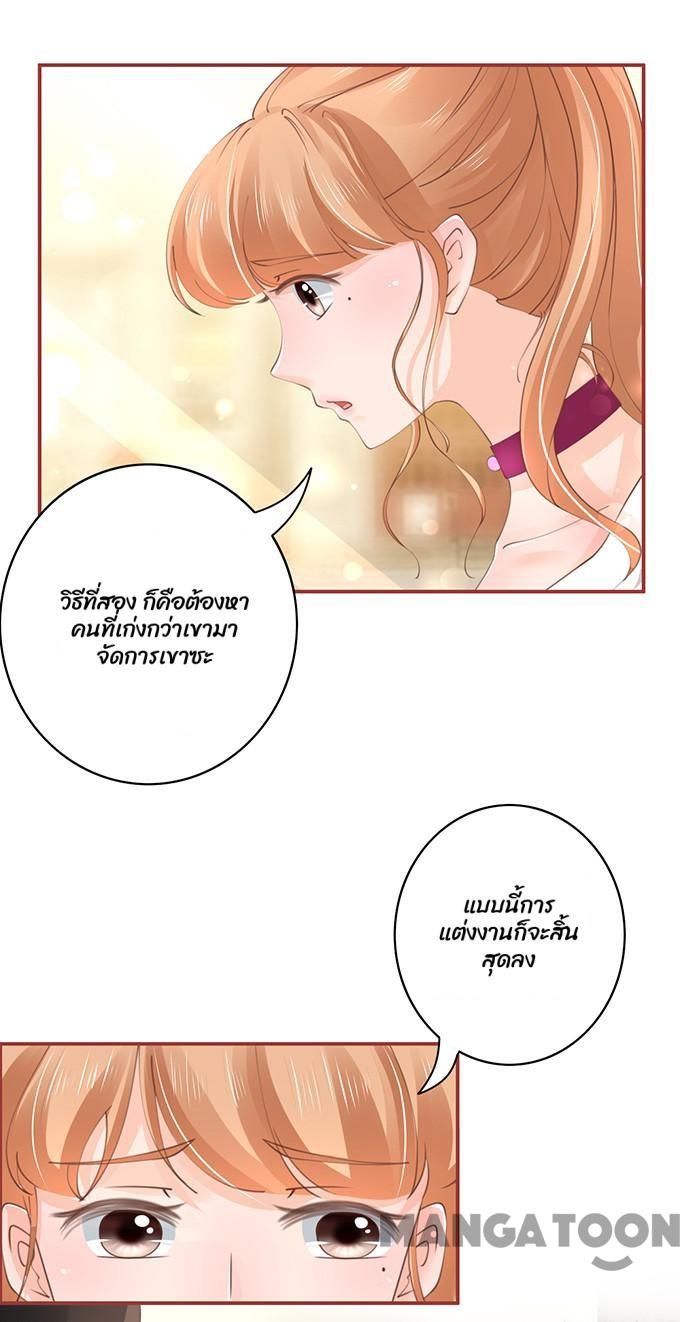 วิธีที่สอง ก็คือต้องหา
คนที่เก่งกว่าเขามา
จัดการเขาซะ
แบบนี้การ
แต่งงานก็จะสิ้น
สุดลง
MANGATOON